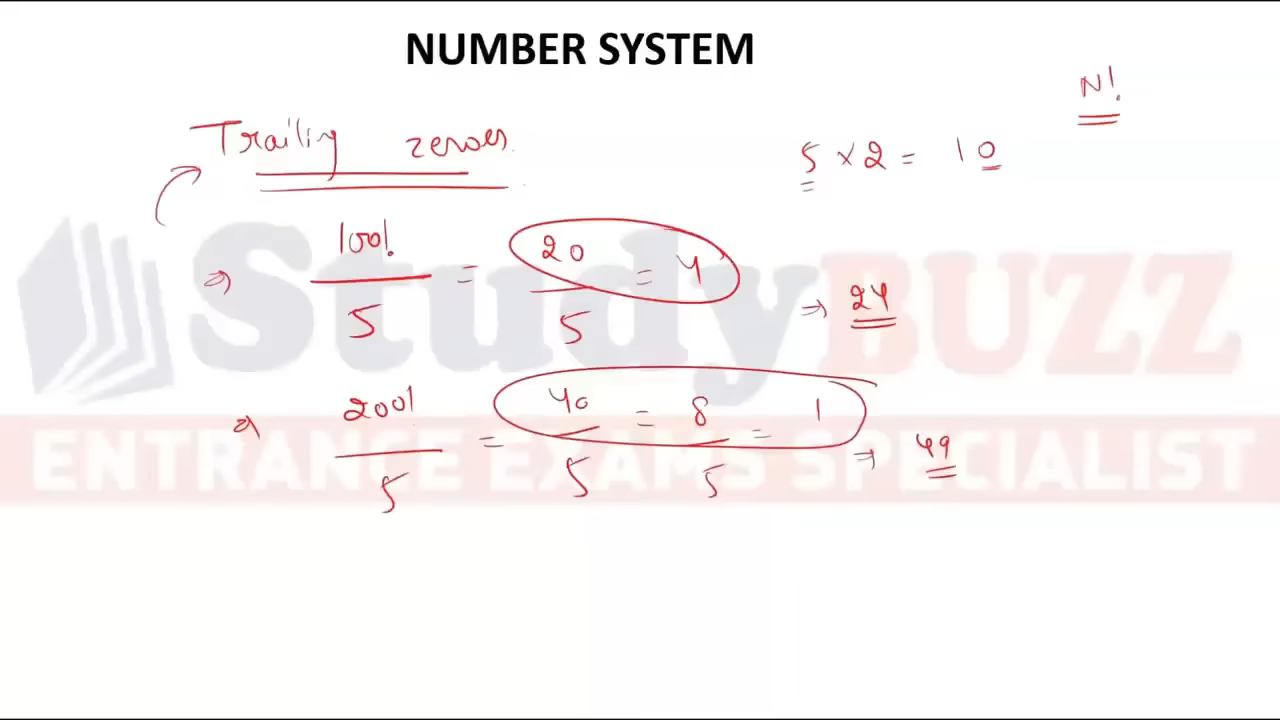 NUMBER SYSTEM
N!
Trailing zeroes
5 × 2 = 10
⇒ 100! / 5 = 20 / 5 = 4 ⇒ 24
StudyBUZZ
⇒ 200! / 5 = 40 / 5 = 8 / 5 = 1 ⇒ 49
ENTRANCE EXAMS SPECIALIST